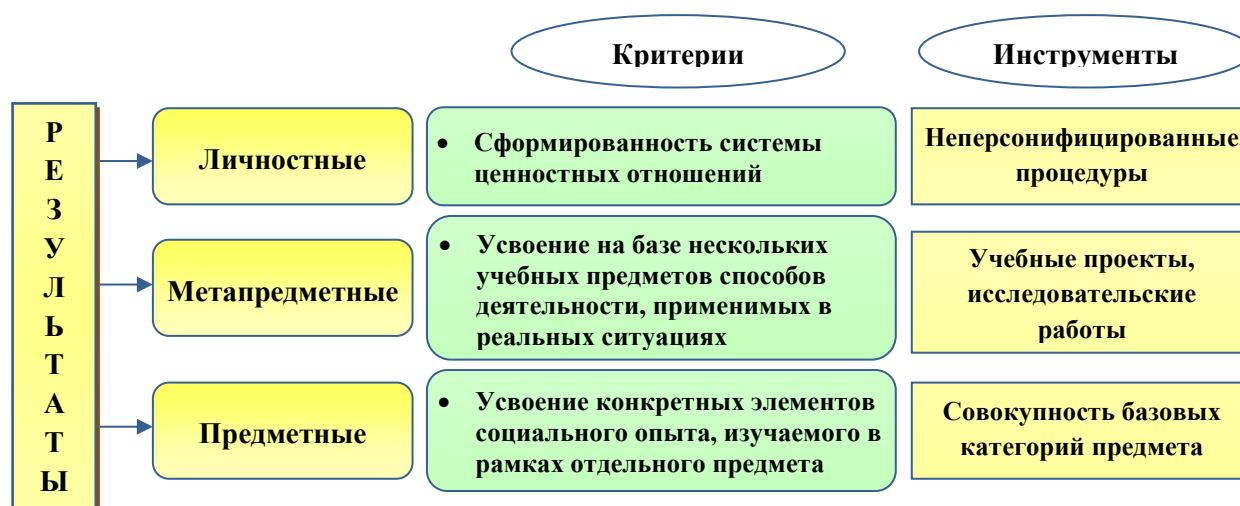 Критерии
Инструменты
РЕЗУЛЬТАТЫ
Личностные
• Сформированность системы
ценностных отношений
Неперсонифицированные
процедуры
Метапредметные
• Усвоение на базе нескольких
учебных предметов способов
деятельности, применимых в
реальных ситуациях
Учебные проекты,
исследовательские
работы
Предметные
• Усвоение конкретных элементов
социального опыта, изучаемого в
рамках отдельного предмета
Совокупность базовых
категорий предмета